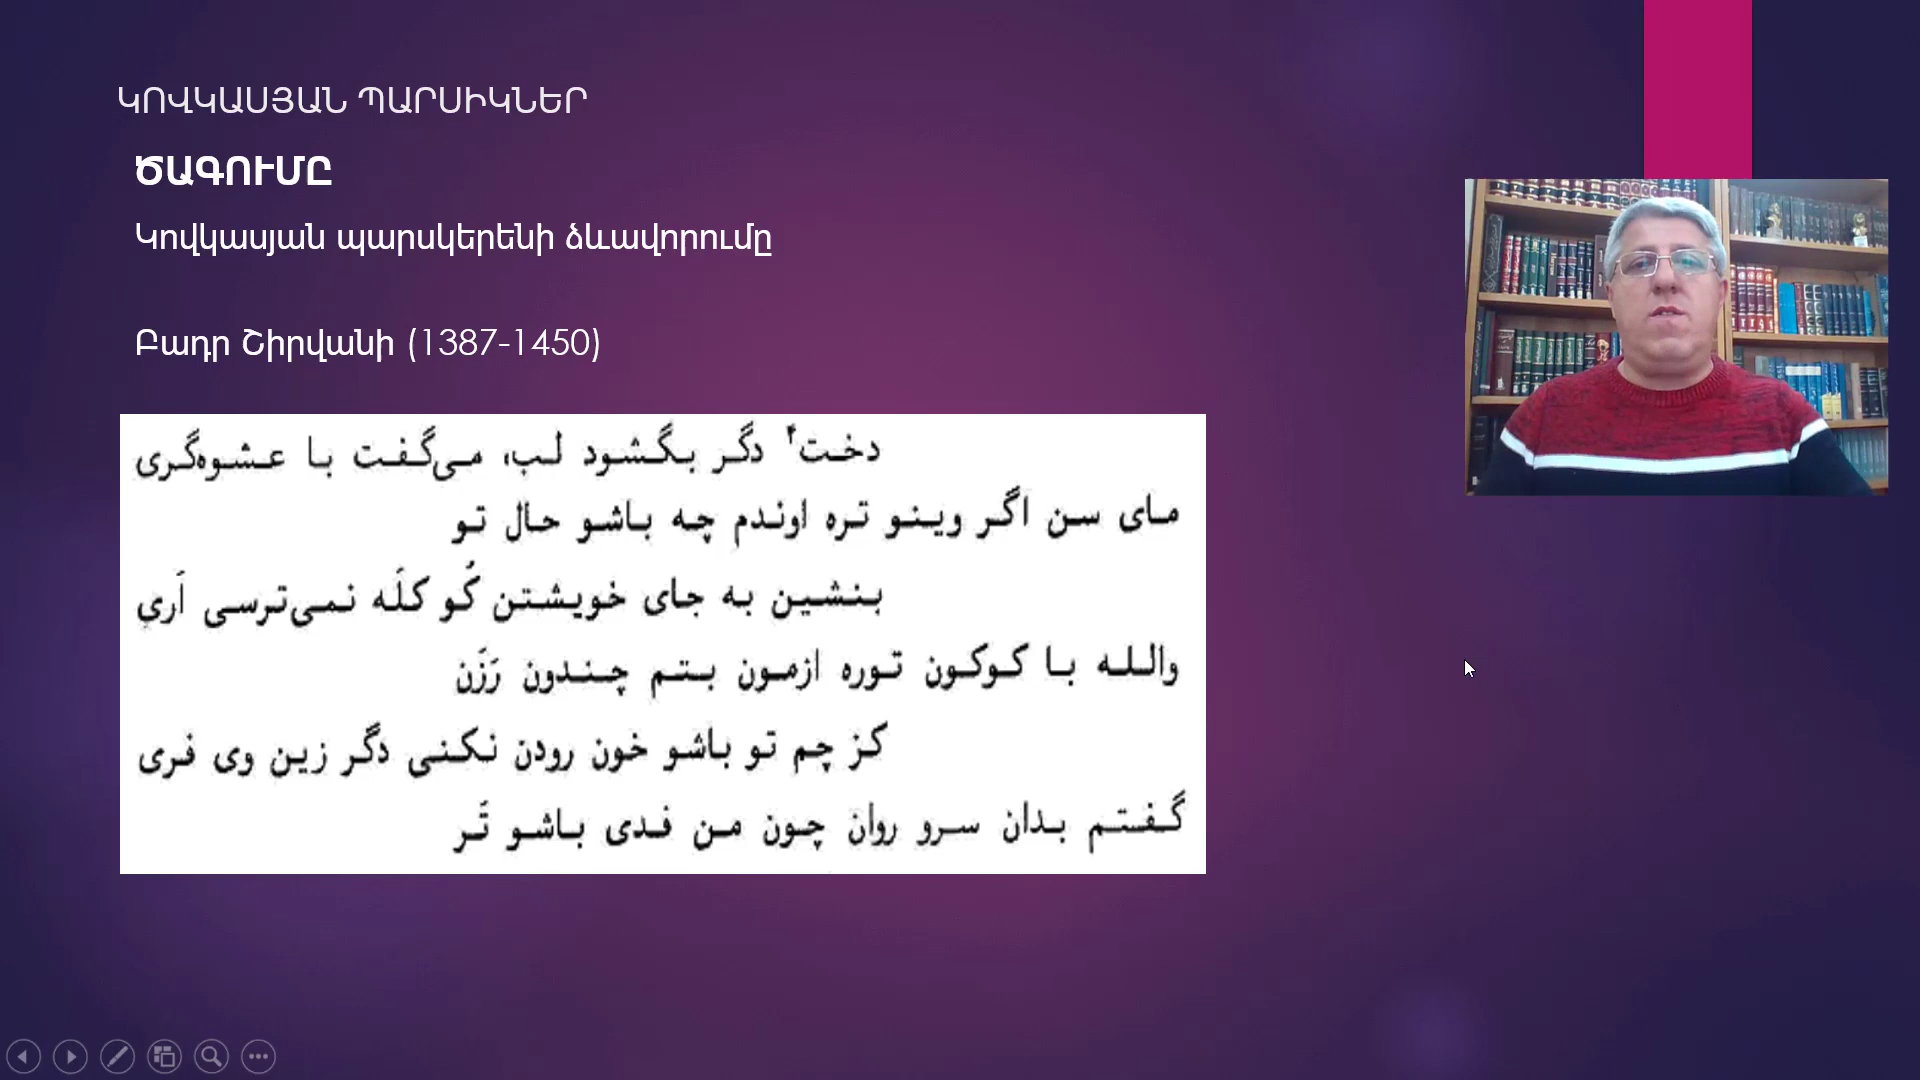 ԿՈՎԿԱՍՅԱՆ ՊԱՐՍԻԿՆԵՐ
ԾԱԳՈՒՄԸ
Կովկասյան պարսկերենի ձևավորումը
Բադր Շիրվանի (1387-1450)
دخت۴ دگر بگشود لب، می‌گفت با عشوه‌گری
مای سن اگر وینو تره اوندم چه باشو حال تو
بنشین به جای خویشتن کُو کلَه نمی‌ترسی اَری
والله با کوکون توره ازمون بتم چندون رَزَن
کز چم تو باشو خون رودن نکنی دگر زین وی فری
گفتم بدان سرو روان چون من فدی باشو تَر